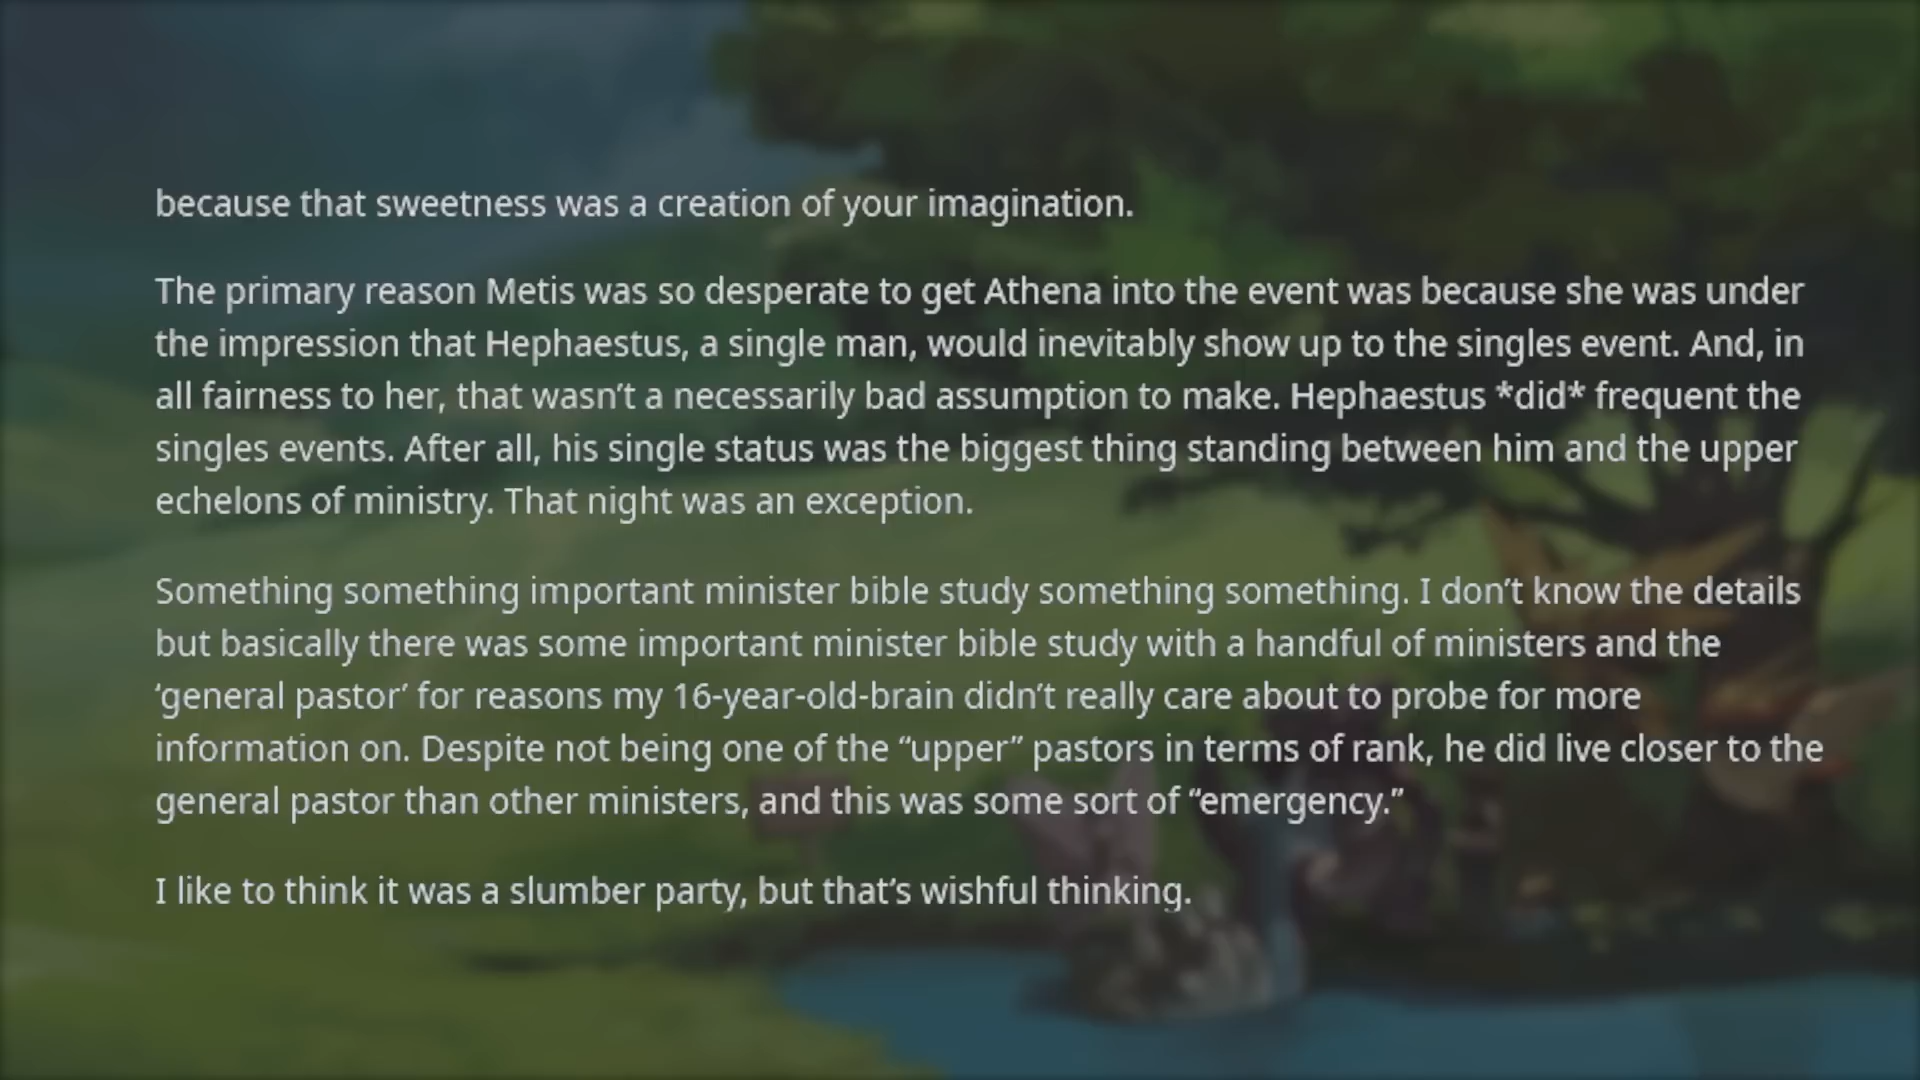 because that sweetness was a creation of your imagination.
The primary reason Metis was so desperate to get Athena into the event was because she was under
the impression that Hephaestus, a single man, would inevitably show up to the singles event. And, in
all fairness to her, that wasn’t a necessarily bad assumption to make. Hephaestus *did* frequent the
singles events. After all, his single status was the biggest thing standing between him and the upper
echelons of ministry. That night was an exception.
Something something important minister bible study something something. I don’t know the details
but basically there was some important minister bible study with a handful of ministers and the
‘general pastor’ for reasons my 16-year-old-brain didn’t really care about to probe for more
information on. Despite not being one of the “upper” pastors in terms of rank, he did live closer to the
general pastor than other ministers, and this was some sort of “emergency.”
I like to think it was a slumber party, but that’s wishful thinking.